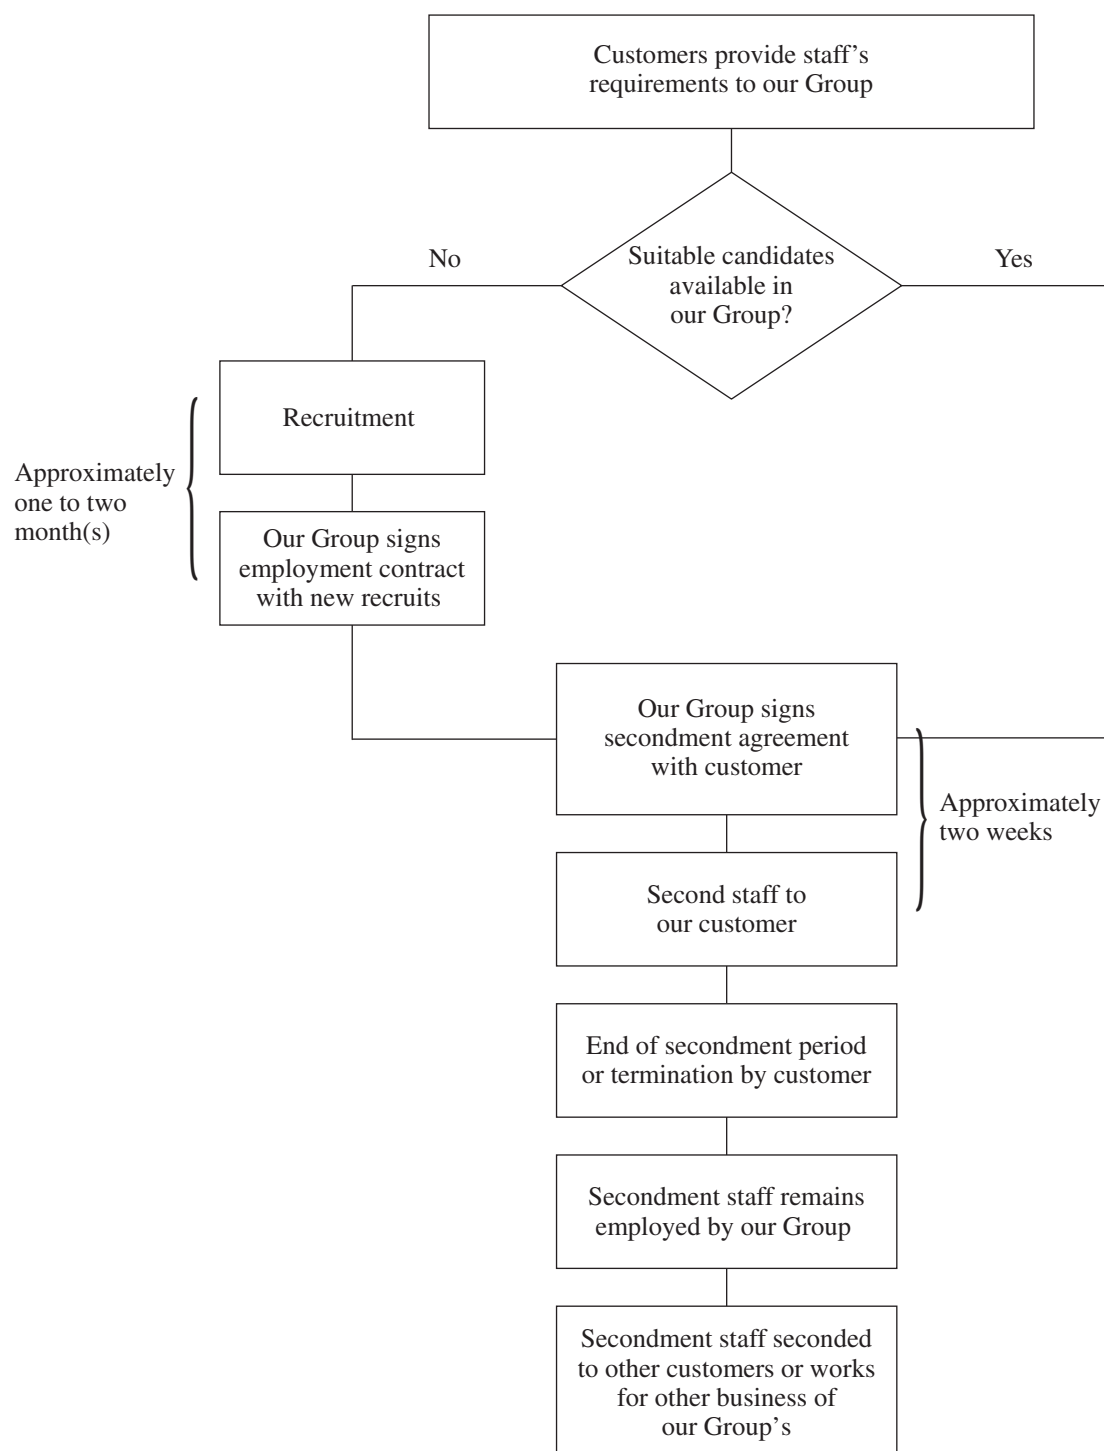 Customers provide staff's
requirements to our Group
Suitable candidates
available in
our Group?
No
Yes
Recruitment
Approximately
one to two
month(s)
Our Group signs
employment contract
with new recruits
Our Group signs
secondment agreement
with customer
Approximately
two weeks
Second staff to
our customer
End of secondment period
or termination by customer
Secondment staff remains
employed by our Group
Secondment staff seconded
to other customers or works
for other business of
our Group's